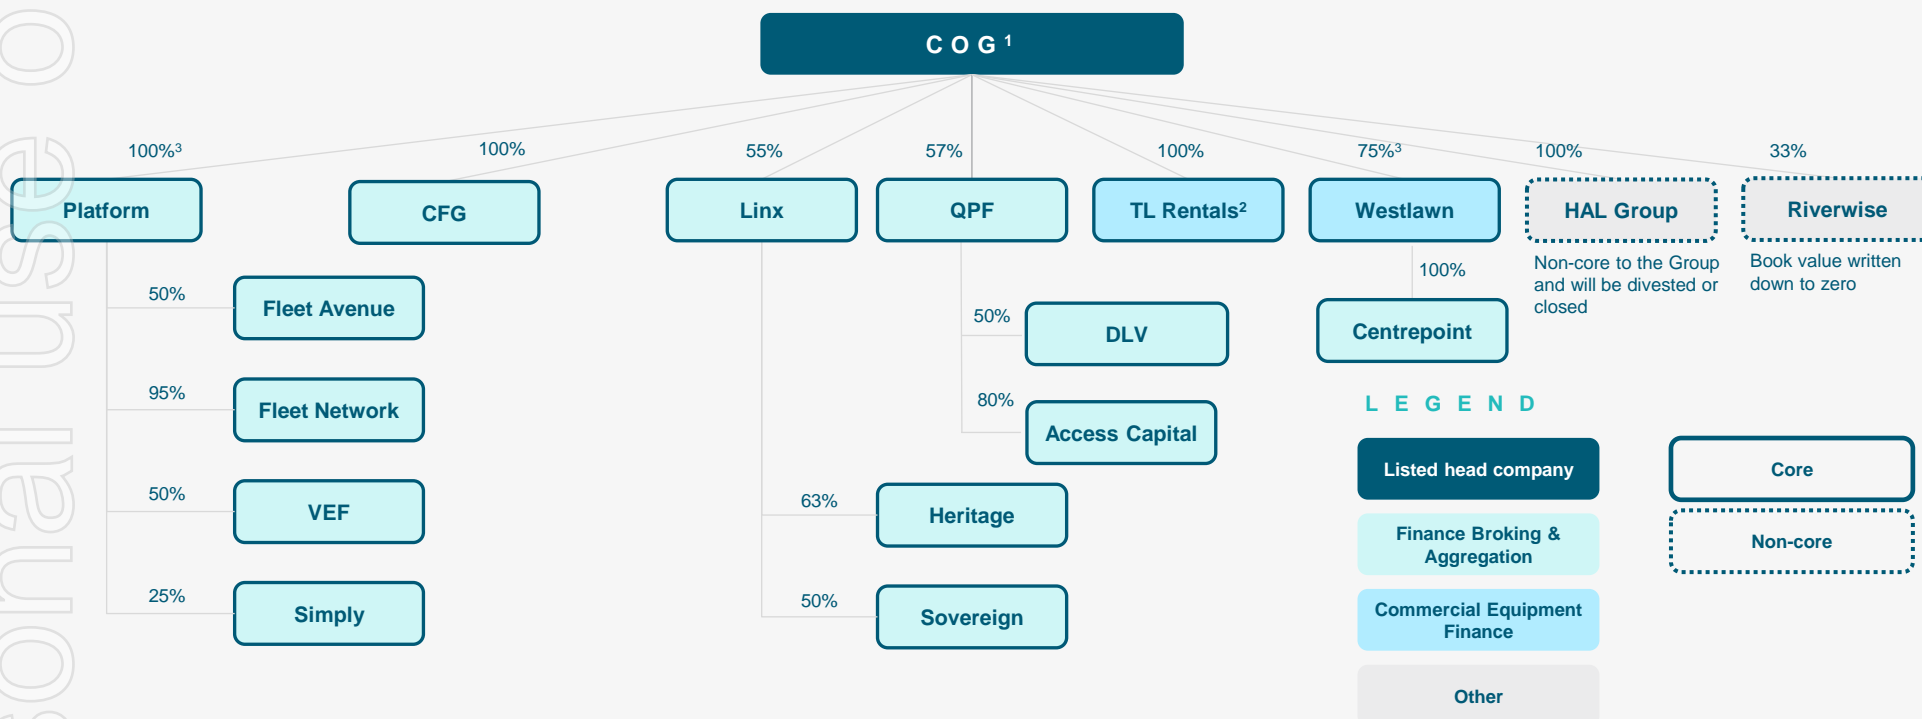 COG¹
100%³
100%
55%
57%
100%
75%³
100%
33%
Platform
CFG
Linx
QPF
TL Rentals²
Westlawn
HAL Group
Riverwise
Non-core to the Group
and will be divested or
closed
Book value written
down to zero
50%
Fleet Avenue
95%
Fleet Network
50%
VEF
25%
Simply
63%
Heritage
50%
Sovereign
50%
DLV
80%
Access Capital
100%
Centrepoint
LEGEND
Listed head company
Finance Broking &
Aggregation
Commercial Equipment
Finance
Other
Core
Non-core
sonal use o